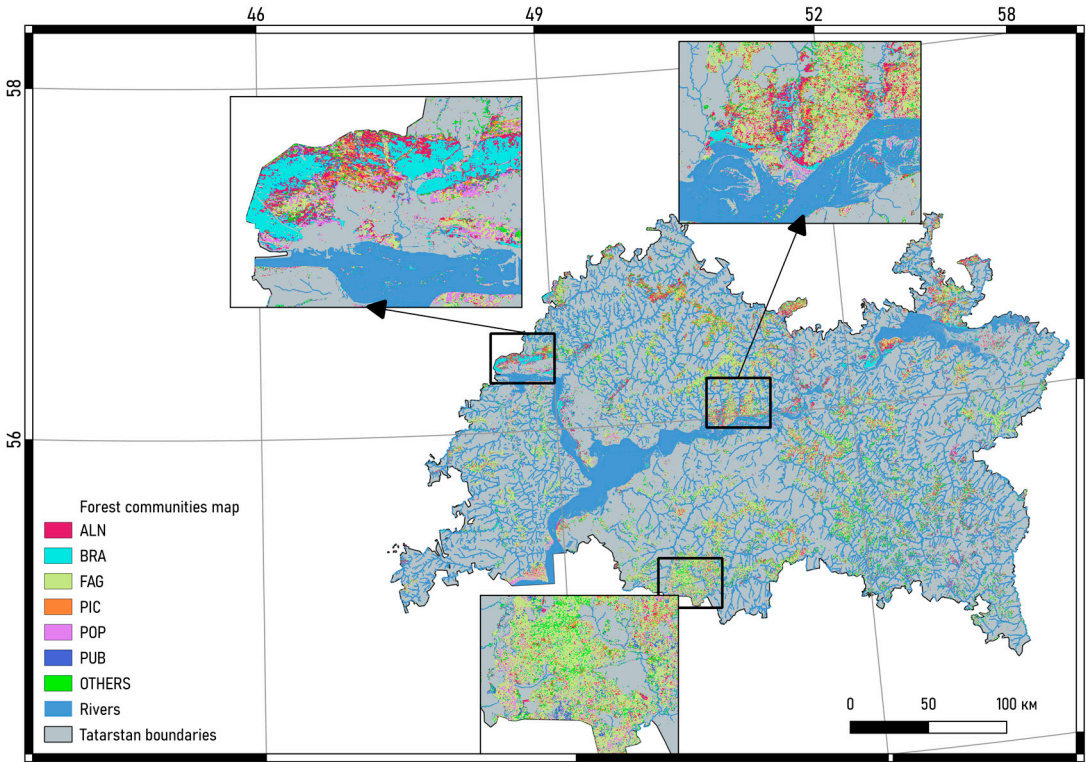 46
49
52
58
58
56
Forest communities map
ALN
BRA
FAG
PIC
POP
PUB
OTHERS
Rivers
Tatarstan boundaries
0 50 100 км